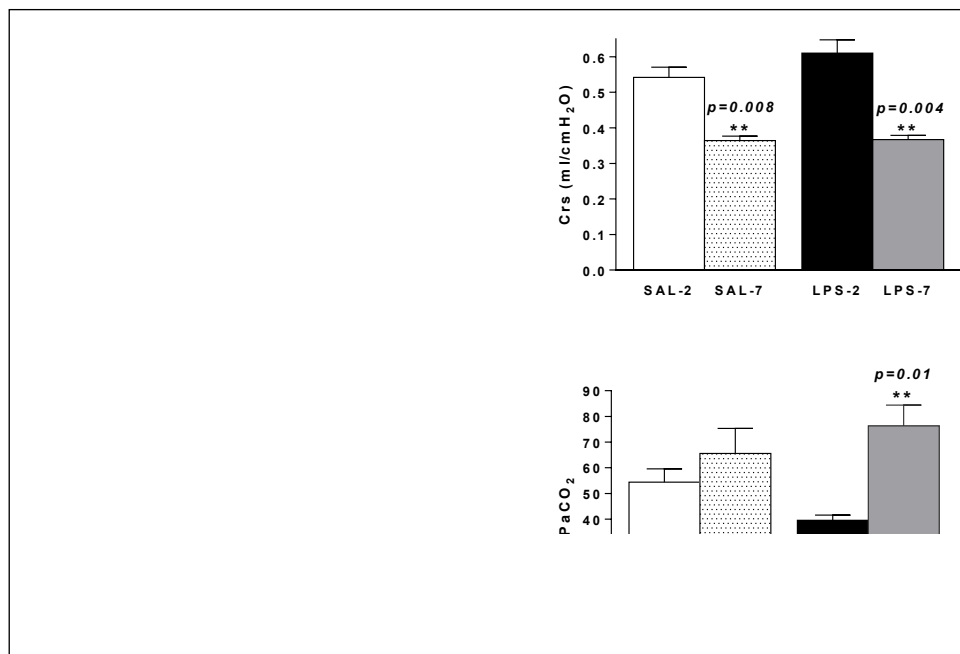 0.6
0.5
0.4
0.3
0.2
0.1
0.0
Crs (ml/cmH₂O)
p=0.008
**
p=0.004
**
SAL-2 SAL-7 LPS-2 LPS-7
90
80
70
60
50
40
PaCO₂
p=0.01
**